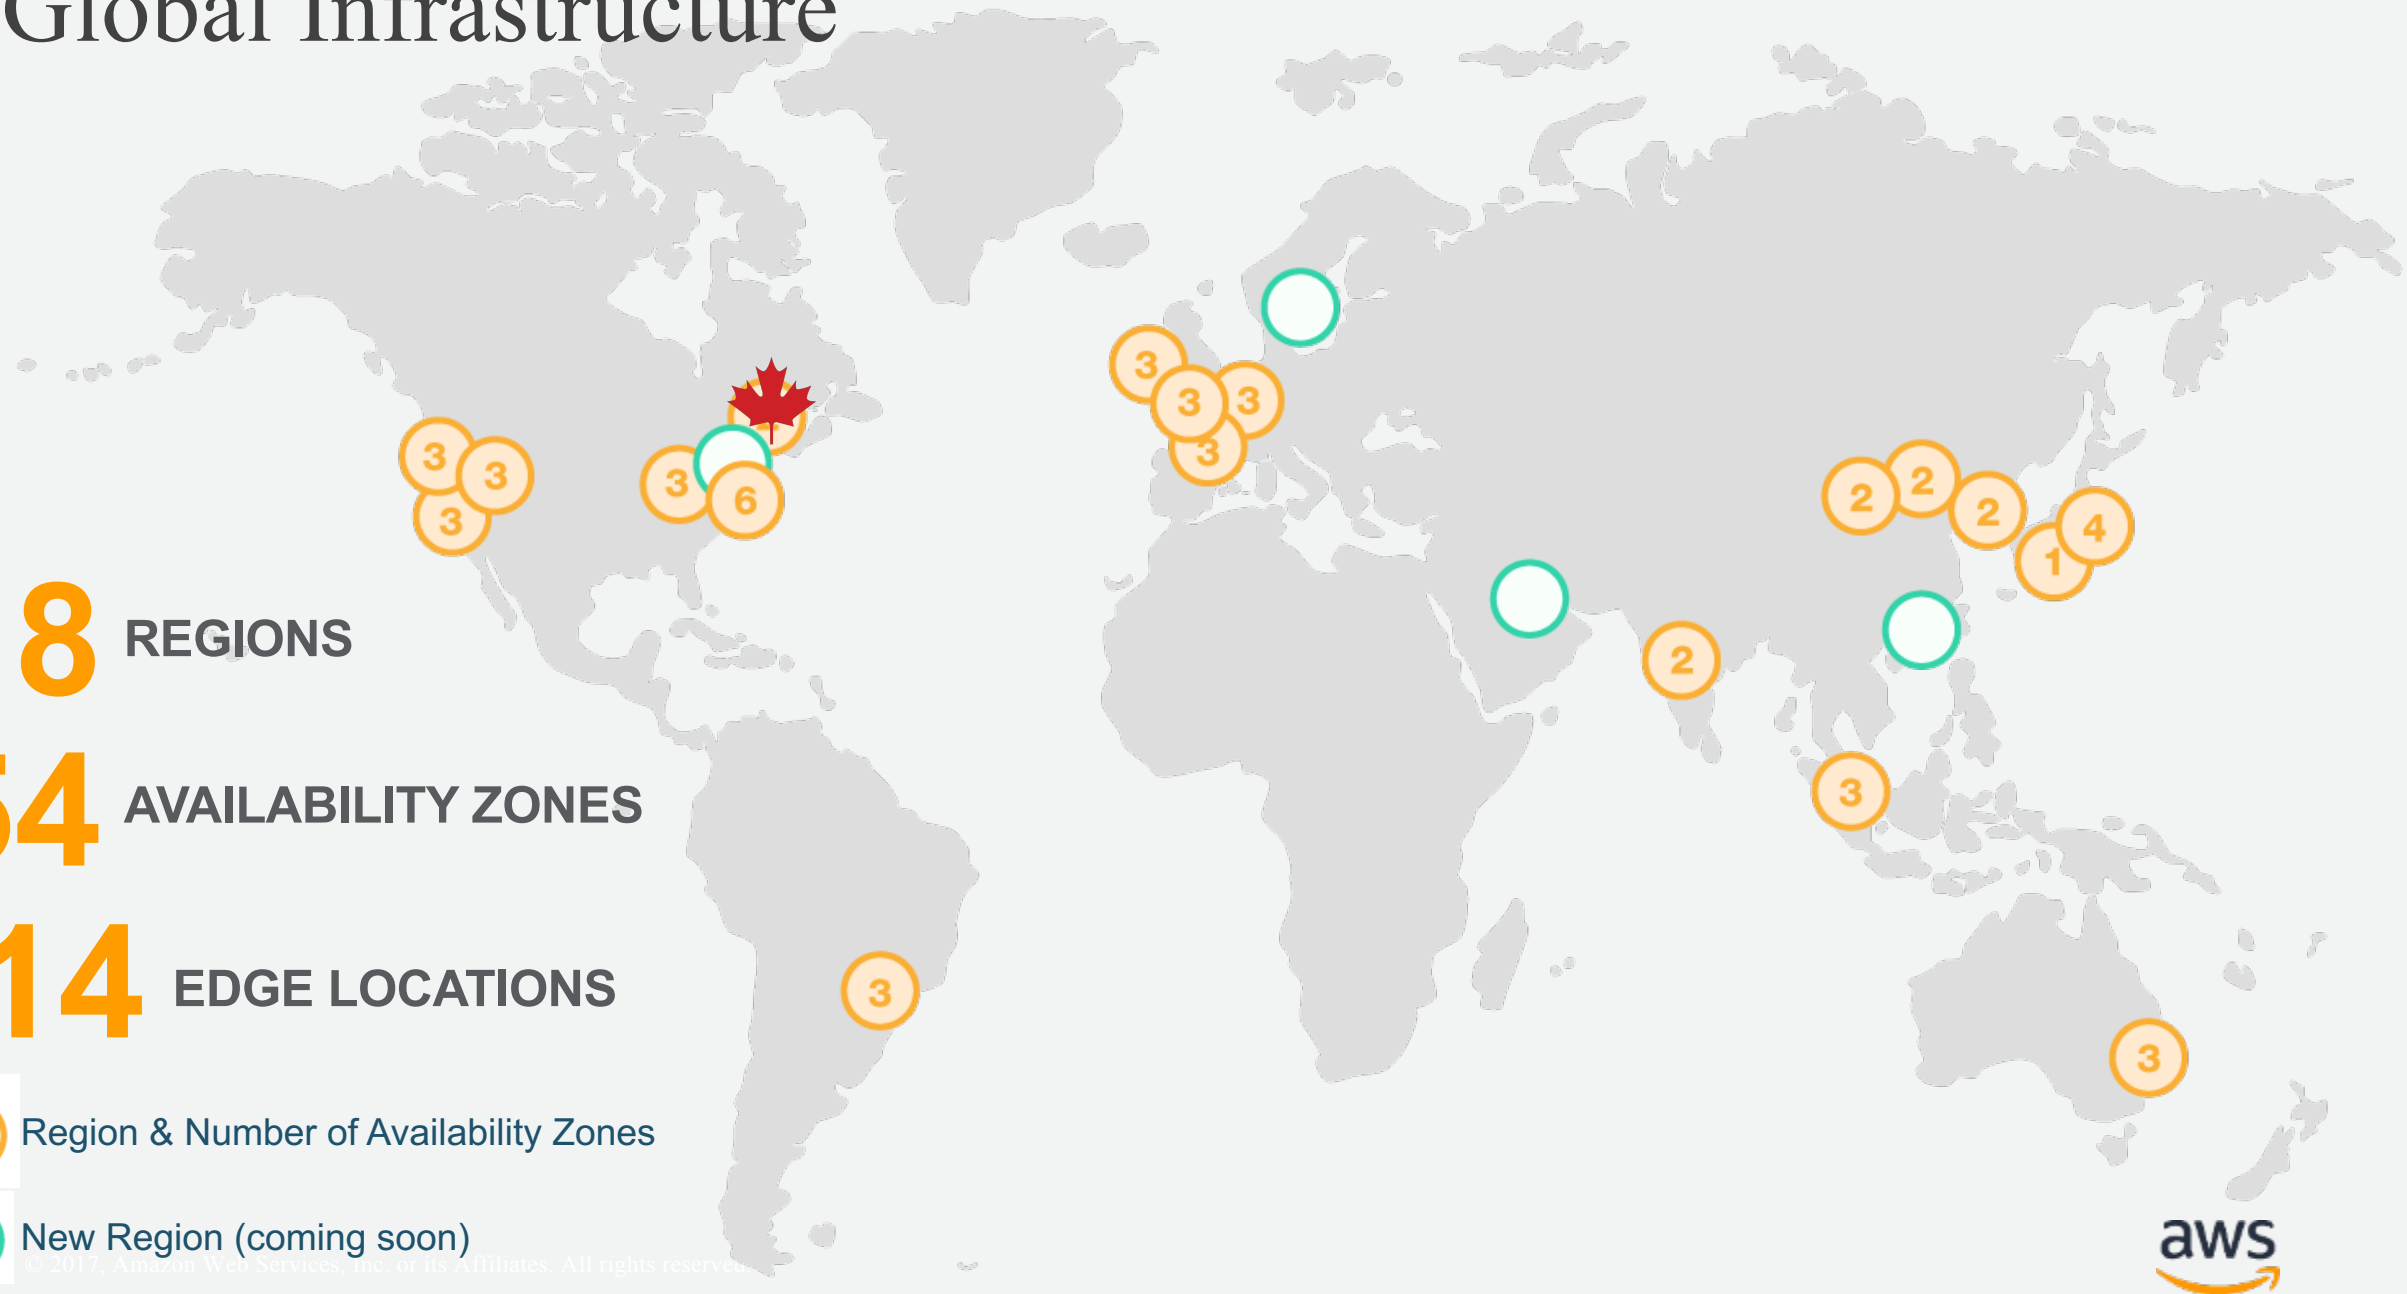 Global Infrastructure
3
3
3
3
3
3
3
3
3
6
2
2
2
1
4
8 REGIONS
2
54 AVAILABILITY ZONES
3
14 EDGE LOCATIONS
3
3
Region & Number of Availability Zones
New Region (coming soon)
© 2017, Amazon Web Services, Inc. or its Affiliates. All rights reserved.
aws